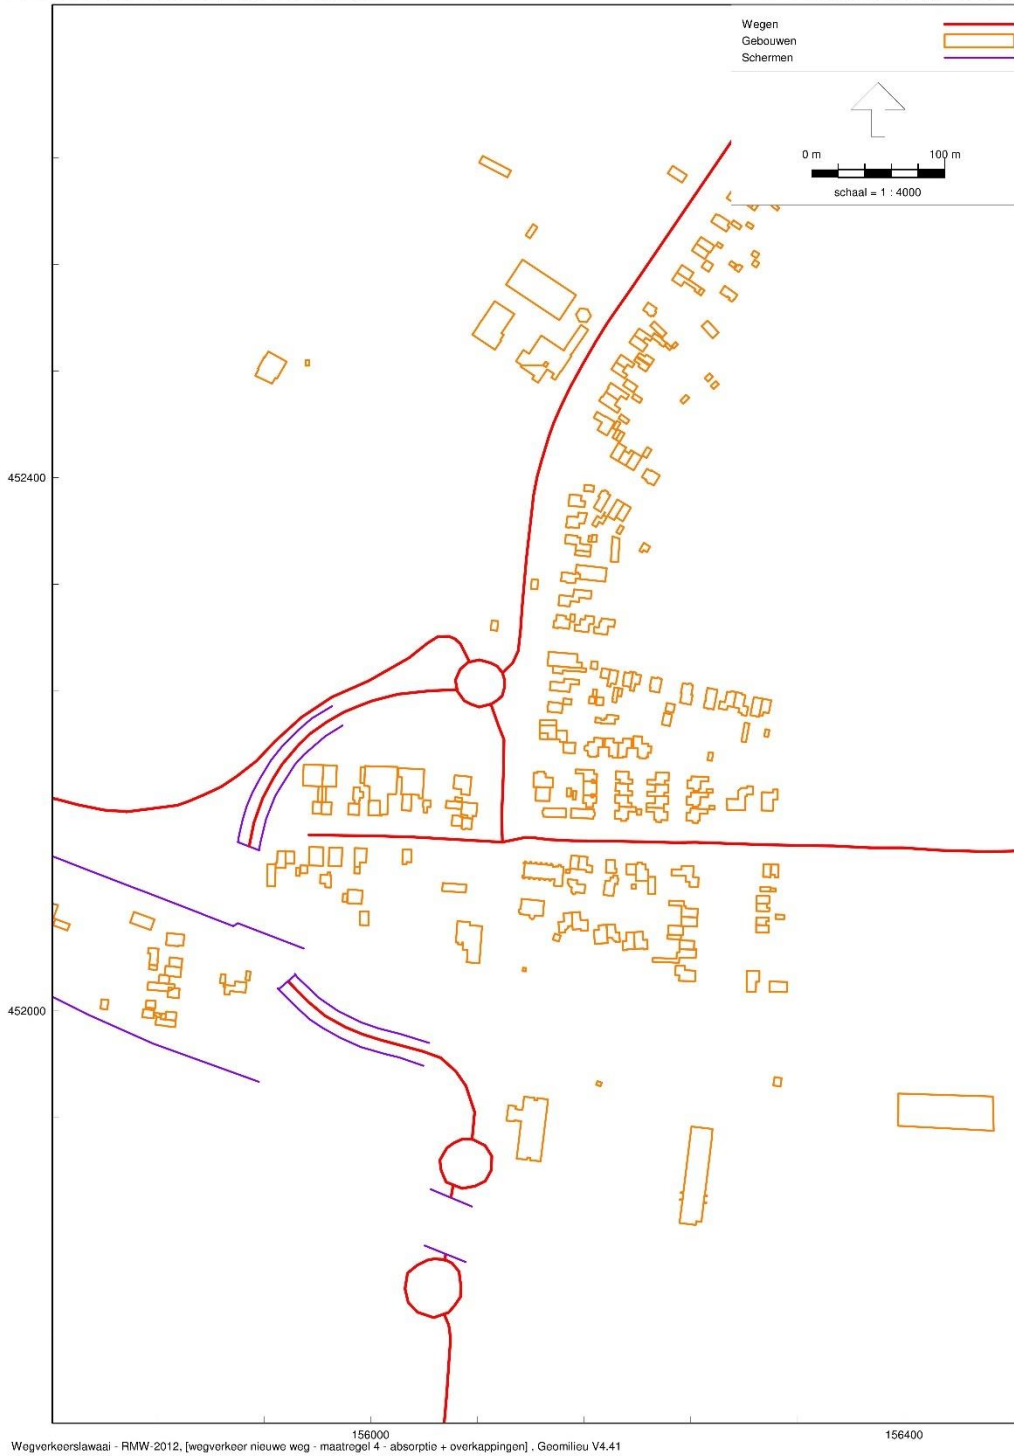 Wegen
Gebouwen
Schermen
0 m 100 m
schaal = 1 : 4000
452400
452000
156000 156400
Wegverkeerslawaai - RMW-2012, [wegverkeer nieuwe weg - maatregel 4 - absorptie + overkappingen] , Geomilieu V4.41